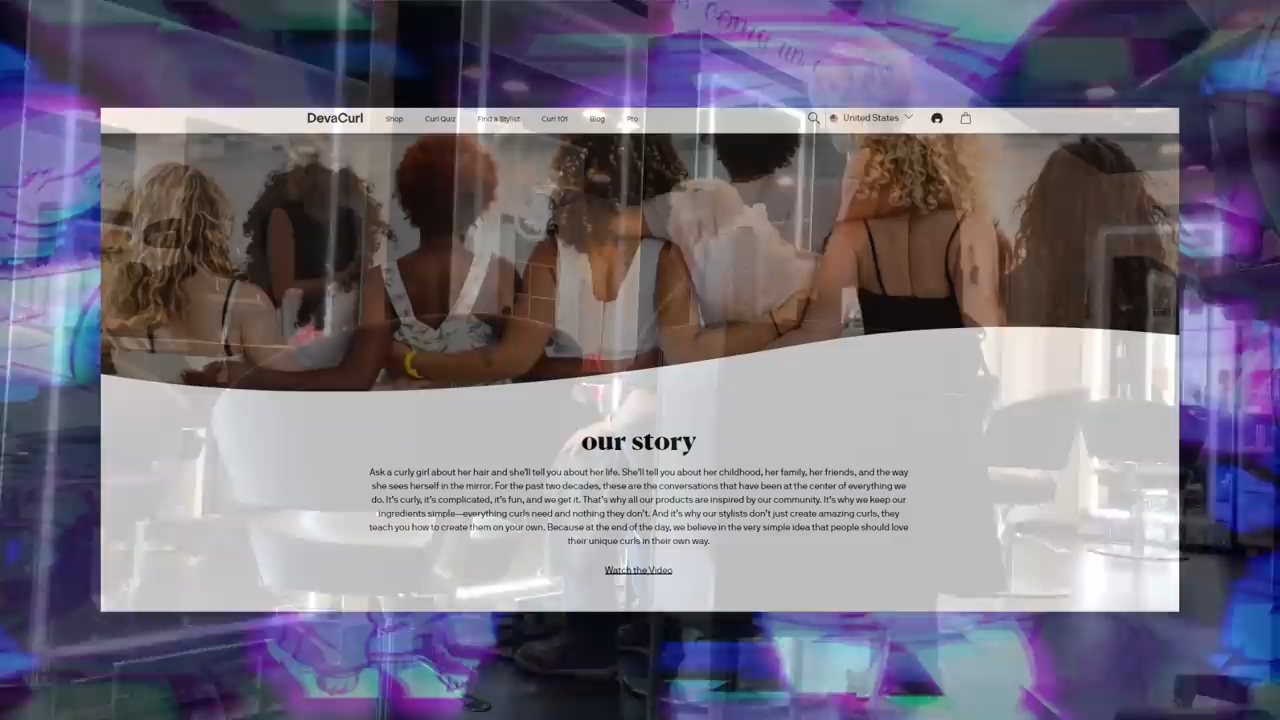 come un
DevaCurl Shop Curl Quiz Find a Stylist Curl 101 Blog Pro United States
our story
Ask a curly girl about her hair and she'll tell you about her life. She'll tell you about her childhood, her family, her friends, and the way
she sees herself in the mirror. For the past two decades, these are the conversations that have been at the center of everything we
do. It's curly, it's complicated, it's fun, and we get it. That's why all our products are inspired by our community. It's why we keep our
ingredients simple—everything curls need and nothing they don't. And it's why our stylists don't just create amazing curls, they
teach you how to create them on your own. Because at the end of the day, we believe in the very simple idea that people should love
their unique curls in their own way.
Watch the Video